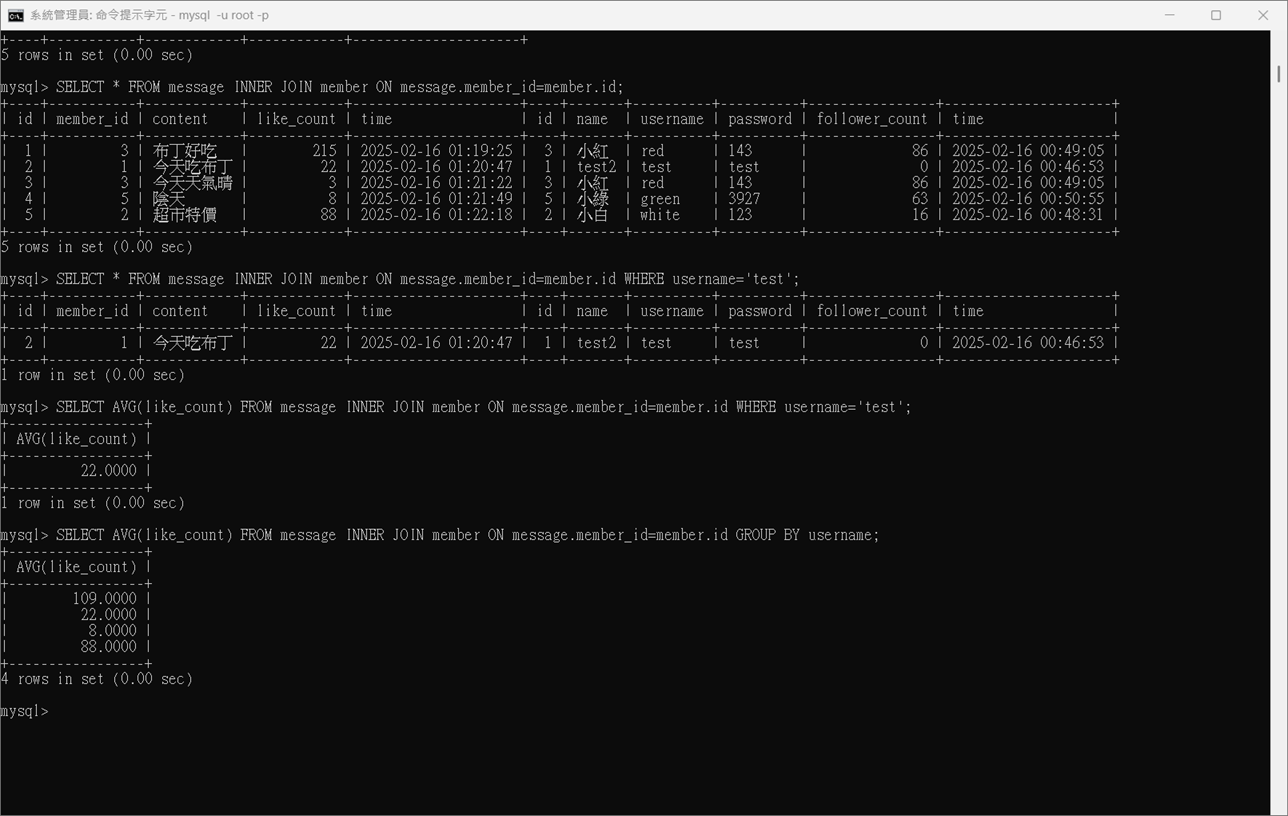 系統管理員: 命令提示字元 - mysql  -u root -p
+----+-----------+------------+------------+---------------------+
5 rows in set (0.00 sec)
mysql> SELECT * FROM message INNER JOIN member ON message.member_id=member.id;
+----+-----------+------------+------------+---------------------+----+-------+----------+----------+----------------+---------------------+
| id | member_id | content    | like_count | time                | id | name  | username | password | follower_count | time                |
+----+-----------+------------+------------+---------------------+----+-------+----------+----------+----------------+---------------------+
|  1 |         3 | 布丁好吃   |        215 | 2025-02-16 01:19:25 |  3 | 小紅  | red      | 143      |             86 | 2025-02-16 00:49:05 |
|  2 |         1 | 今天吃布丁 |         22 | 2025-02-16 01:20:47 |  1 | test2 | test     | test     |              0 | 2025-02-16 00:46:53 |
|  3 |         3 | 今天天氣晴 |          3 | 2025-02-16 01:21:22 |  3 | 小紅  | red      | 143      |             86 | 2025-02-16 00:49:05 |
|  4 |         5 | 陰天       |          8 | 2025-02-16 01:21:49 |  5 | 小綠  | green    | 3927     |             63 | 2025-02-16 00:50:55 |
|  5 |         2 | 超市特價   |         88 | 2025-02-16 01:22:18 |  2 | 小白  | white    | 123      |             16 | 2025-02-16 00:48:31 |
+----+-----------+------------+------------+---------------------+----+-------+----------+----------+----------------+---------------------+
5 rows in set (0.00 sec)
mysql> SELECT * FROM message INNER JOIN member ON message.member_id=member.id WHERE username='test';
+----+-----------+------------+------------+---------------------+----+-------+----------+----------+----------------+---------------------+
| id | member_id | content    | like_count | time                | id | name  | username | password | follower_count | time                |
+----+-----------+------------+------------+---------------------+----+-------+----------+----------+----------------+---------------------+
|  2 |         1 | 今天吃布丁 |         22 | 2025-02-16 01:20:47 |  1 | test2 | test     | test     |              0 | 2025-02-16 00:46:53 |
+----+-----------+------------+------------+---------------------+----+-------+----------+----------+----------------+---------------------+
1 row in set (0.00 sec)
mysql> SELECT AVG(like_count) FROM message INNER JOIN member ON message.member_id=member.id WHERE username='test';
+-----------------+
| AVG(like_count) |
+-----------------+
|         22.0000 |
+-----------------+
1 row in set (0.00 sec)
mysql> SELECT AVG(like_count) FROM message INNER JOIN member ON message.member_id=member.id GROUP BY username;
+-----------------+
| AVG(like_count) |
+-----------------+
|        109.0000 |
|         22.0000 |
|          8.0000 |
|         88.0000 |
+-----------------+
4 rows in set (0.00 sec)
mysql>